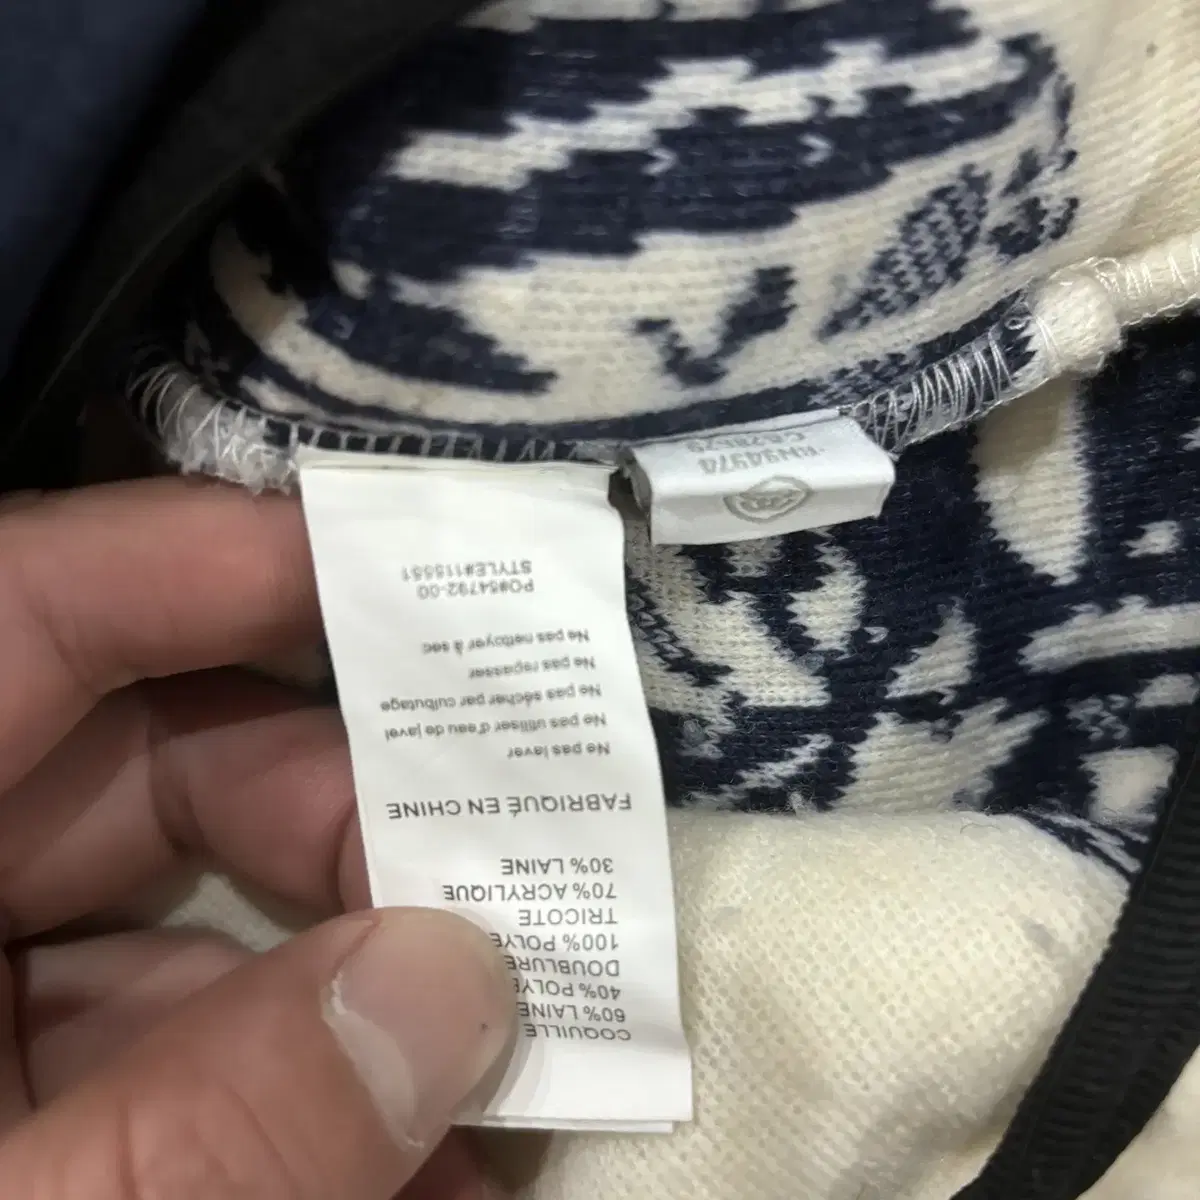 COQUILLE
60% LAINE
40% POLYE
DOUBLURE
100% POLYE
TRICOTE
70% ACRYLIQUE
30% LAINE
FABRIQUÉ EN CHINE
Ne pas laver
Ne pas utiliser d'eau de javel
Ne pas sécher par culbutage
Ne pas repasser
Ne pas nettoyer à sec
PO#54792-00
STYLE#115551
RN94974